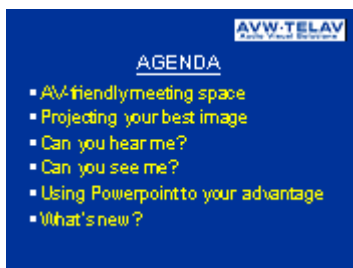 AVW-TELAV
Audio Visual Solutions
AGENDA
AV-friendly meeting space
Projecting your best image
Can you hear me?
Can you see me?
Using Powerpoint to your advantage
What's new?